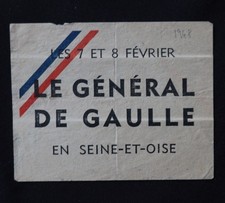 LES 7 ET 8 FÉVRIER
LE GÉNÉRAL
DE GAULLE
EN SEINE-ET-OISE